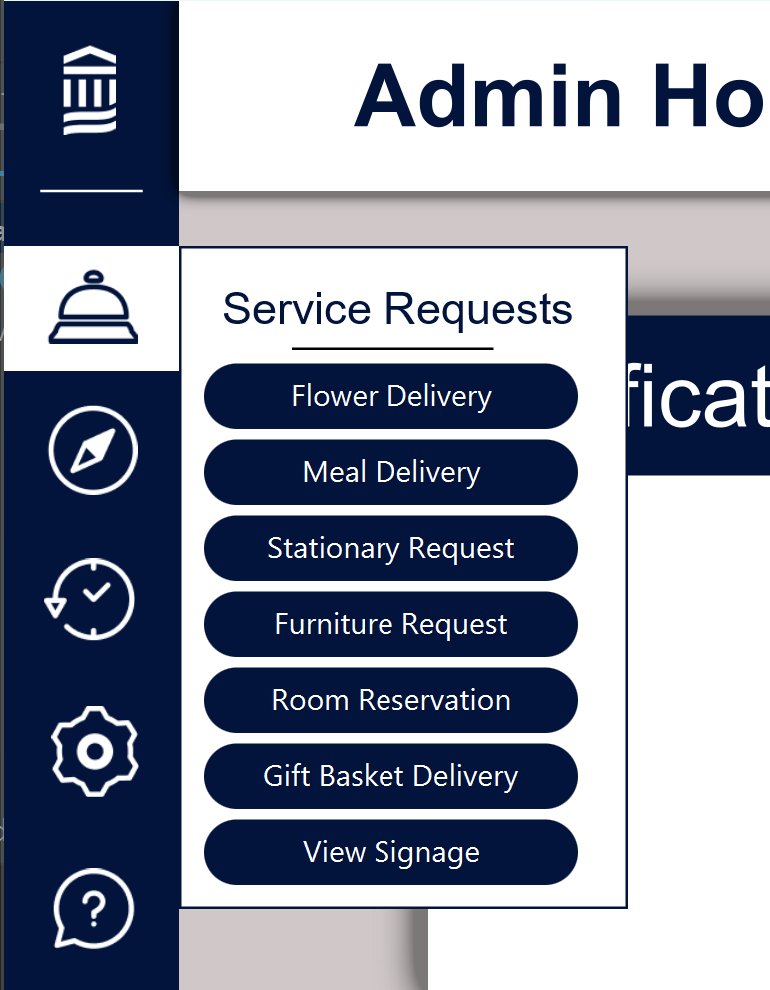 Admin Ho
Service Requests
Flower Delivery
ficat
Meal Delivery
Stationary Request
Furniture Request
Room Reservation
Gift Basket Delivery
View Signage
?